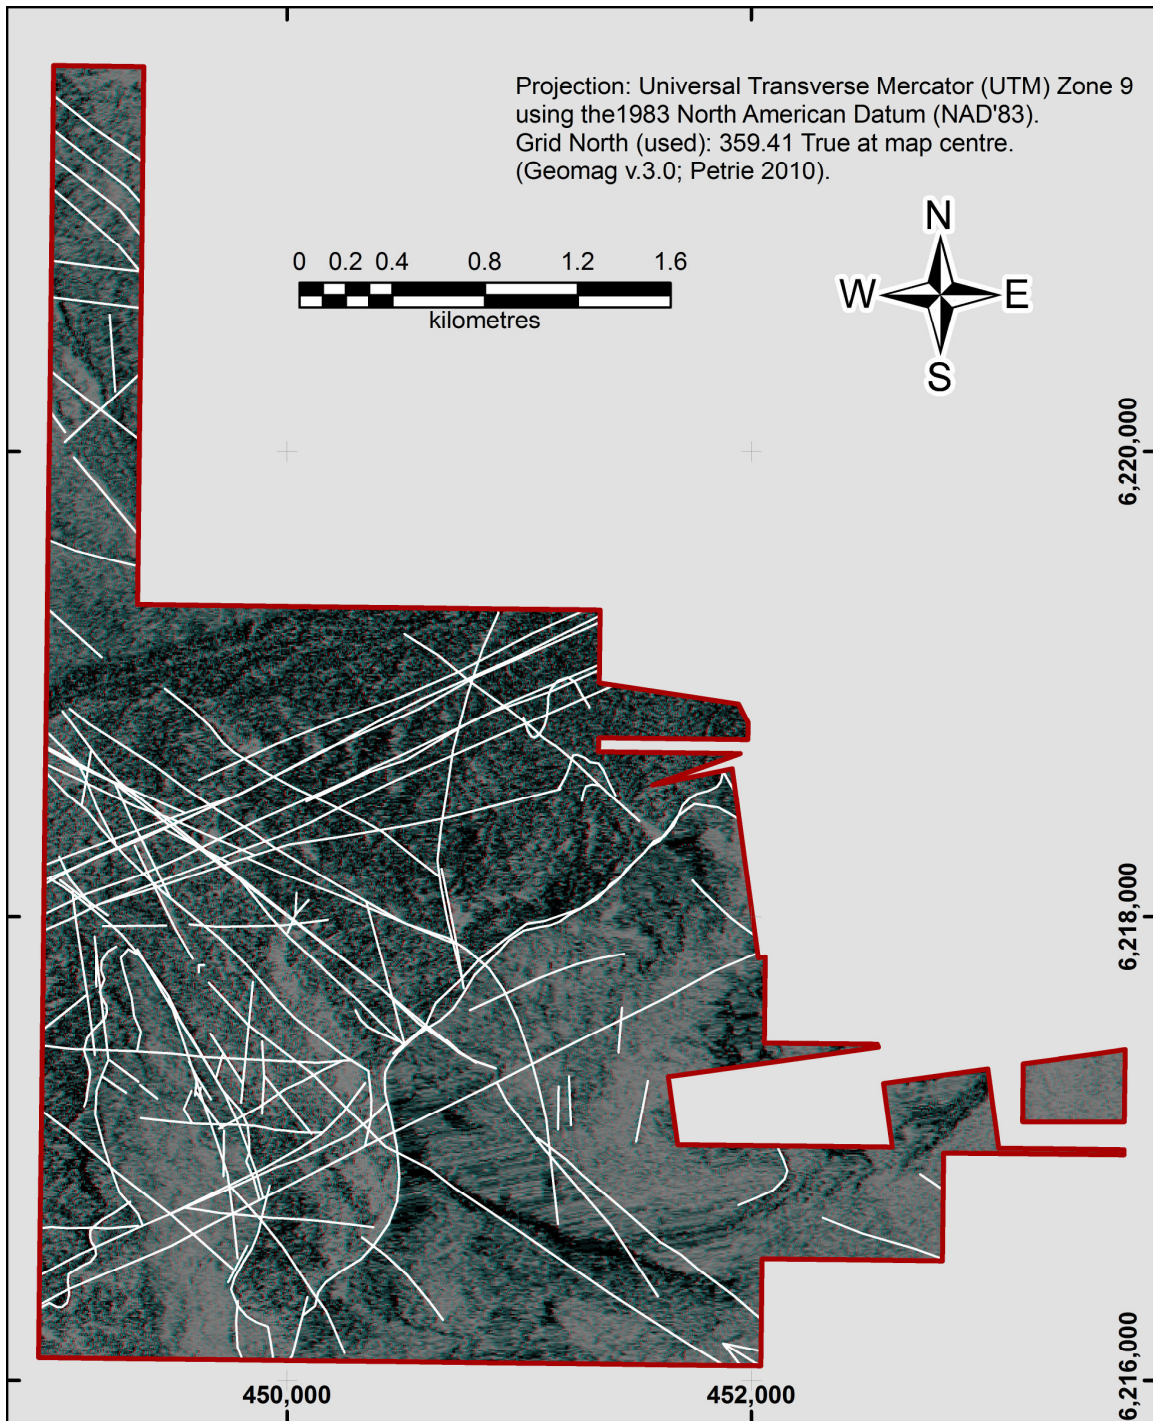 Projection: Universal Transverse Mercator (UTM) Zone 9
using the1983 North American Datum (NAD'83).
Grid North (used): 359.41 True at map centre.
(Geomag v.3.0; Petrie 2010).
N
W E
S
0 0.2 0.4 0.8 1.2 1.6
kilometres
6,220,000
6,218,000
6,216,000
450,000 452,000